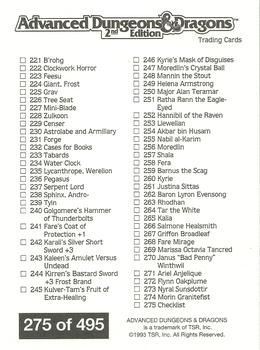 Advanced Dungeons & Dragons™
2nd Edition
Trading Cards
☐ 221 B'rohg
☐ 222 Clockwork Horror
☐ 223 Feesu
☐ 224 Giant, Frost
☐ 225 Grav
☐ 226 Tree Seat
☐ 227 Mini-Blade
☐ 228 Zulkoon
☐ 229 Censer
☐ 230 Astrolabe and Armillary
☐ 231 Forge
☐ 232 Cases for Books
☐ 233 Tabards
☐ 234 Water Clock
☐ 235 Lycanthrope, Werelion
☐ 236 Pegasus
☐ 237 Serpent Lord
☐ 238 Sphinx, Andro-
☐ 239 Tyin
☐ 240 Golgomere's Hammer
of Thunderbolts
☐ 241 Fare's Coat of
Protection +1
☐ 242 Karali's Silver Short
Sword +3
☐ 243 Kaleen's Amulet Versus
Undead
☐ 244 Kirren's Bastard Sword
+3 Frost Brand
☐ 245 Kulver-Tam's Fruit of
Extra-Healing
☐ 246 Kyrie's Mask of Disguises
☐ 247 Moredlin's Crystal Ball
☐ 248 Mannin the Stout
☐ 249 Helena Armstrong
☐ 250 Major Alan Teramar
☐ 251 Ratha Rann the Eagle-
Eyed
☐ 252 Hannibil of the Raven
☐ 253 Llewellian
☐ 254 Akbar bin Husam
☐ 255 Nabil al-Karim
☐ 256 Moredlin
☐ 257 Shala
☐ 258 Fera
☐ 259 Barnus the Scag
☐ 260 Kyrie
☐ 261 Justina Sittas
☐ 262 Baron Lyron Evensong
☐ 263 Rhodhan
☐ 264 Tar the White
☐ 265 Kalia
☐ 266 Salmone Healsmith
☐ 267 Griffon Broadleaf
☐ 268 Fare Mirage
☐ 269 Marissa Octavia Tancred
☐ 270 Janus "Bad Penny"
Winthwil
☐ 271 Ariel Anjelique
☐ 272 Flynn Oakplume
☐ 273 Nyral Sunsdottir
☐ 274 Morin Granitefist
☐ 275 Checklist
275 of 495
ADVANCED DUNGEONS & DRAGONS
is a trademark of TSR, Inc.
©1993 TSR, Inc. All Rights Reserved.